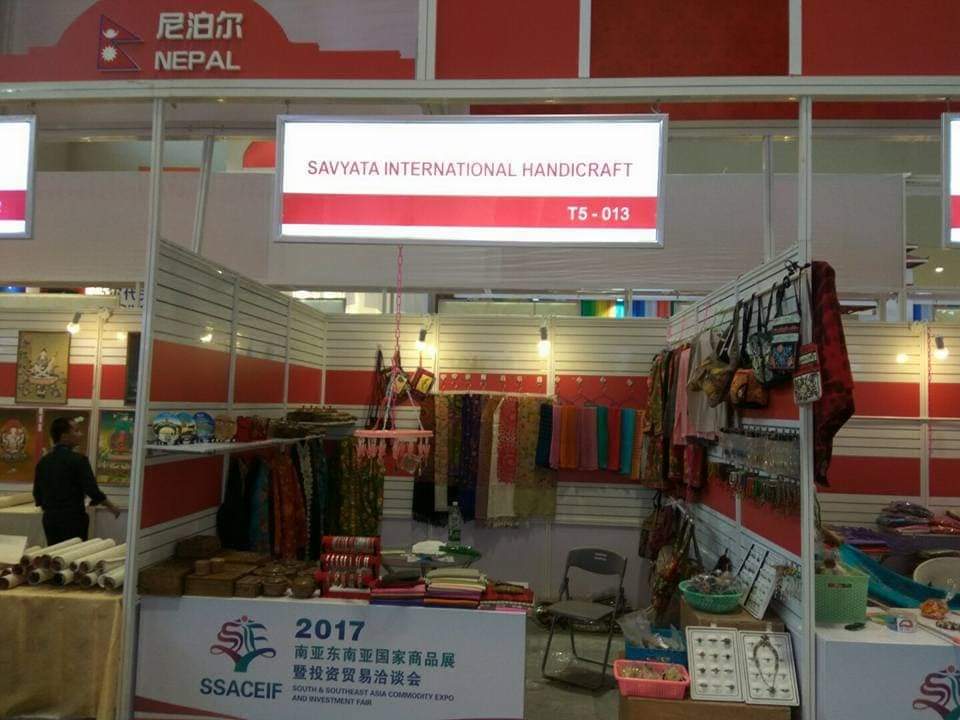 尼泊尔
NEPAL
SAVYATA INTERNATIONAL HANDICRAFT
T5 - 013
2017
南亚东南亚国家商品展
暨投资贸易洽谈会
SSACEIF
SOUTH & SOUTHEAST ASIA COMMODITY EXPO
AND INVESTMENT FAIR
SSACEIF